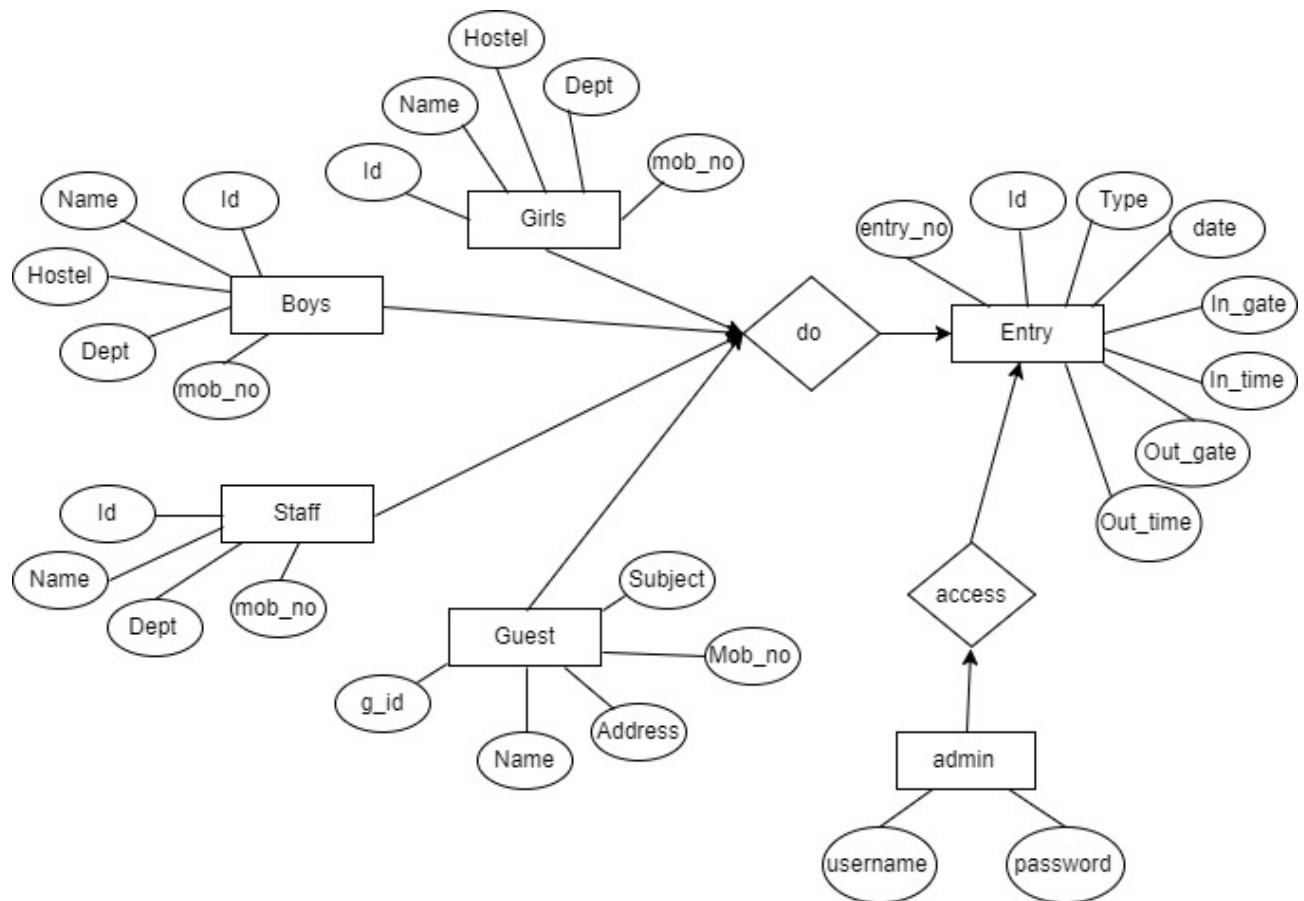 Hostel
Dept
Name
mob_no
Id
Girls
Name
Id
Hostel
Boys
Dept
mob_no
do
entry_no
Id
Type
date
In_gate
Entry
In_time
Out_gate
Out_time
Id
Staff
Name
Dept
mob_no
Subject
Guest
Mob_no
g_id
Name
Address
access
admin
username
password